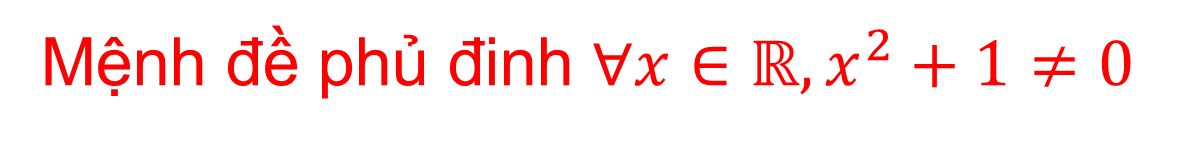 Mệnh đề phủ đinh ∀𝑥 ∈ ℝ, 𝑥² + 1 ≠ 0